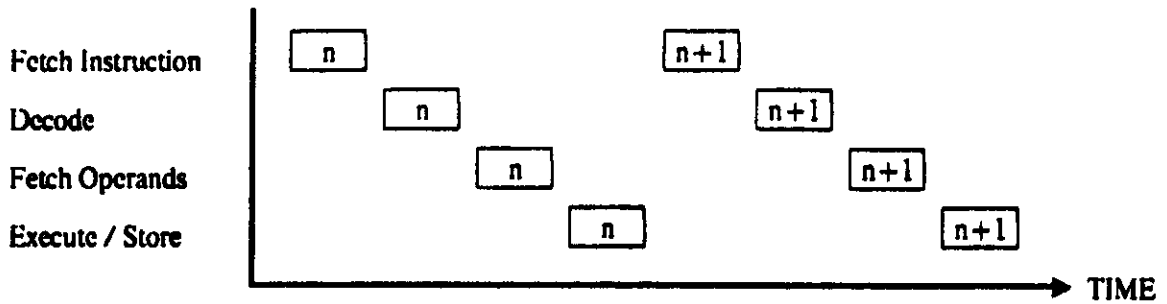 Fetch Instruction n n+1
Decode n n+1
Fetch Operands n n+1
Execute / Store n n+1
TIME